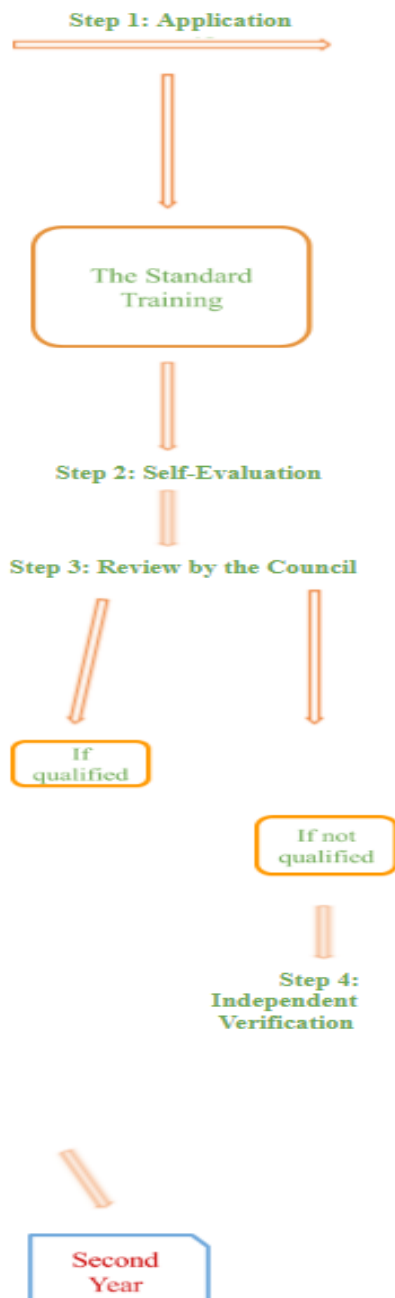 Step 1: Application
The Standard
Training
Step 2: Self-Evaluation
Step 3: Review by the Council
If
qualified
If not
qualified
Step 4:
Independent
Verification
Second
Year